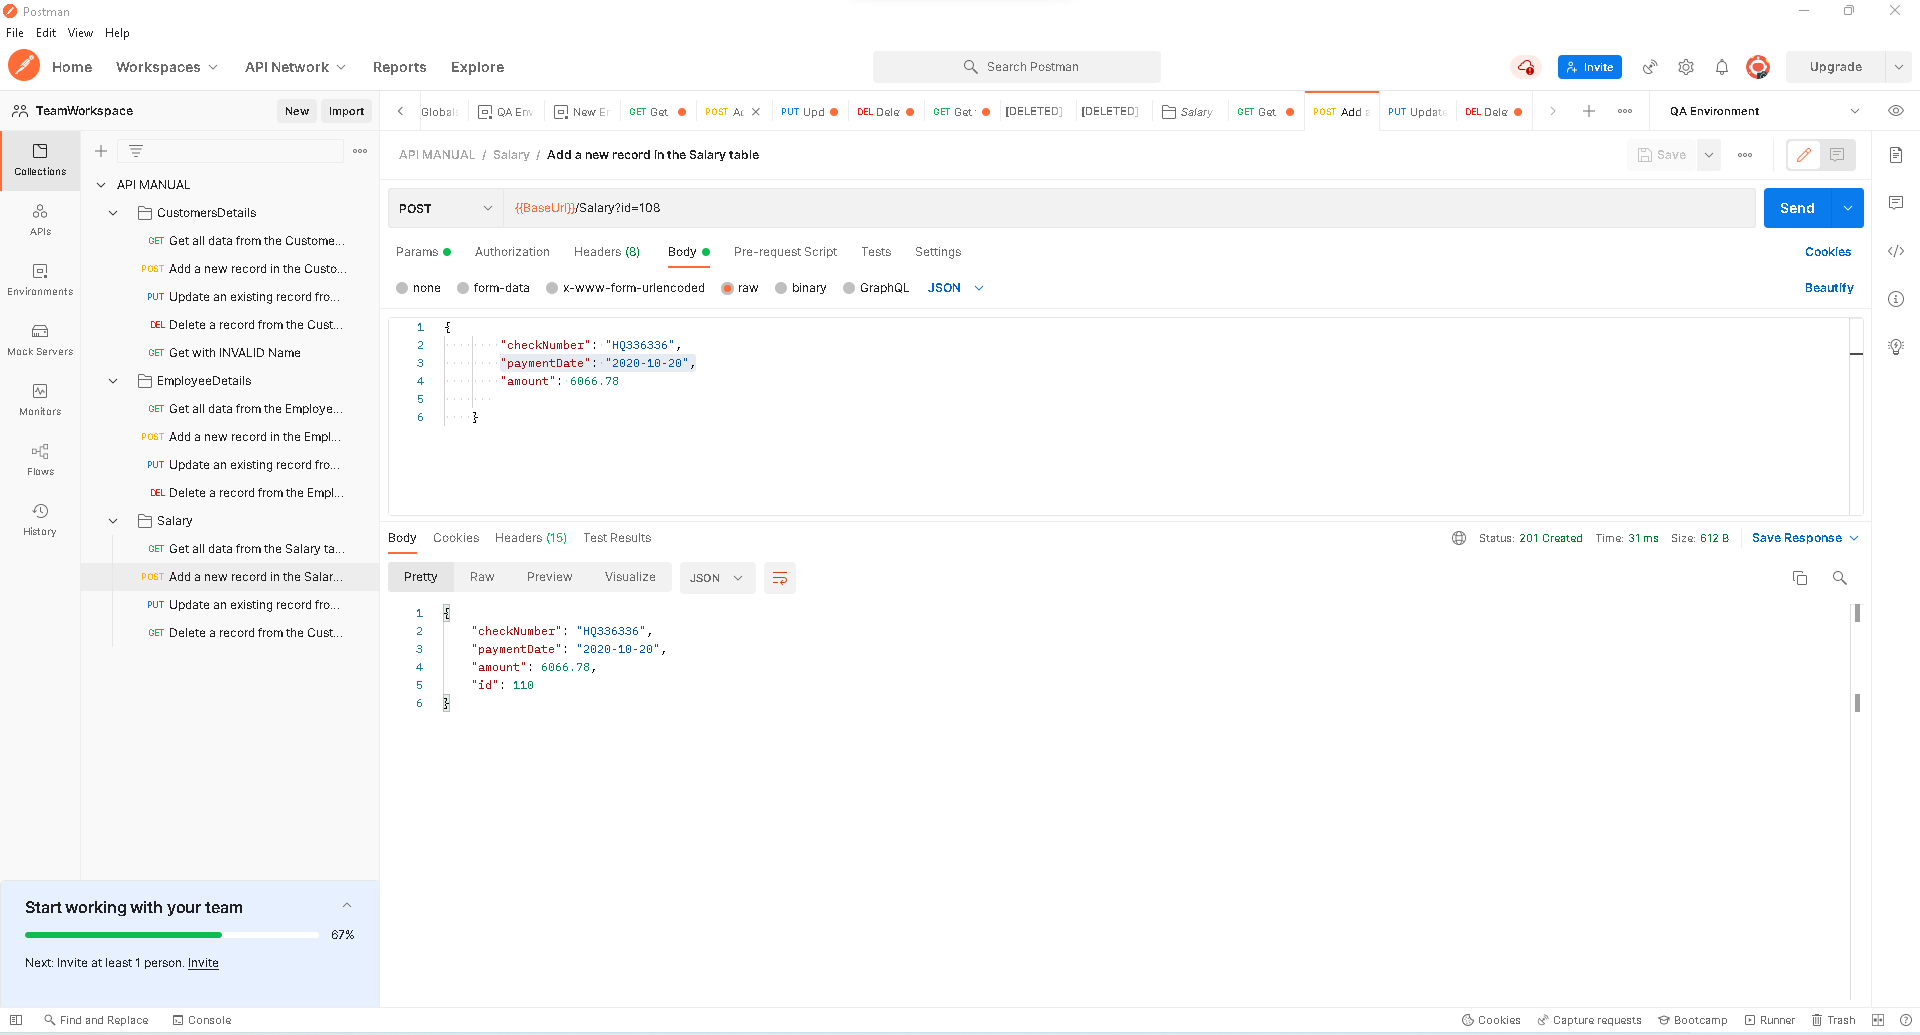 Postman
File Edit View Help
Home Workspaces API Network Reports Explore
Search Postman
Invite
Upgrade
TeamWorkspace
New Import
Globals QA Env New Er GET Get POST Ac PUT Upd DEL Dele GET Get [DELETED] [DELETED] Salary GET Get POST Add a PUT Update DEL Dele
QA Environment
Collections
APIs
Environments
Mock Servers
Monitors
Flows
History
API MANUAL
CustomersDetails
GET Get all data from the Custome...
POST Add a new record in the Custo...
PUT Update an existing record fro...
DEL Delete a record from the Cust...
GET Get with INVALID Name
EmployeeDetails
GET Get all data from the Employe...
POST Add a new record in the Empl...
PUT Update an existing record fro...
DEL Delete a record from the Empl...
Salary
GET Get all data from the Salary ta...
POST Add a new record in the Salar...
PUT Update an existing record fro...
GET Delete a record from the Cust...
Start working with your team
67%
Next: Invite at least 1 person. Invite
API MANUAL / Salary / Add a new record in the Salary table
Save
POST
{{BaseUrl}}/Salary?id=108
Send
Params Authorization Headers (8) Body Pre-request Script Tests Settings
Cookies
none form-data x-www-form-urlencoded raw binary GraphQL JSON
Beautify
1 {
2 "checkNumber": "HQ336336",
3 "paymentDate": "2020-10-20",
4 "amount": 6066.78
5
6 }
Body Cookies Headers (15) Test Results
Status: 201 Created Time: 31 ms Size: 612 B Save Response
Pretty Raw Preview Visualize JSON
1 {
2 "checkNumber": "HQ336336",
3 "paymentDate": "2020-10-20",
4 "amount": 6066.78,
5 "id": 110
6 }
Find and Replace Console
Cookies Capture requests Bootcamp Runner Trash